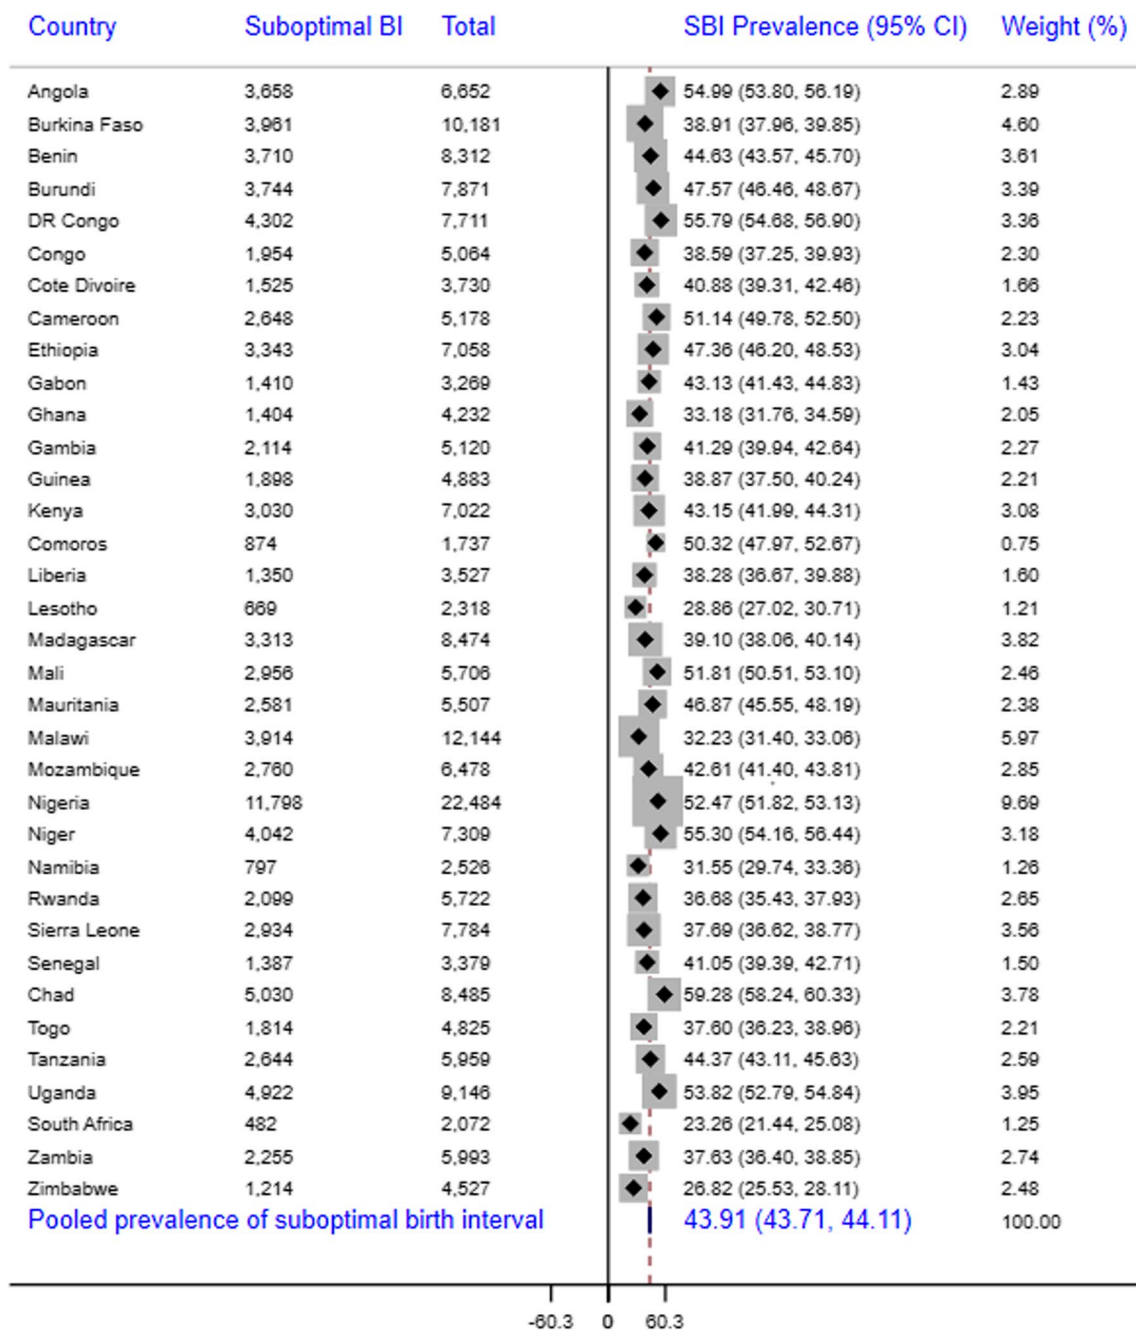 Country Suboptimal BI Total SBI Prevalence (95% CI) Weight (%)
Angola 3,658 6,652 54.99 (53.80, 56.19) 2.89
Burkina Faso 3,961 10,181 38.91 (37.96, 39.85) 4.60
Benin 3,710 8,312 44.63 (43.57, 45.70) 3.61
Burundi 3,744 7,871 47.57 (46.46, 48.67) 3.39
DR Congo 4,302 7,711 55.79 (54.68, 56.90) 3.36
Congo 1,954 5,064 38.59 (37.25, 39.93) 2.30
Cote Divoire 1,525 3,730 40.88 (39.31, 42.46) 1.66
Cameroon 2,648 5,178 51.14 (49.78, 52.50) 2.23
Ethiopia 3,343 7,058 47.36 (46.20, 48.53) 3.04
Gabon 1,410 3,269 43.13 (41.43, 44.83) 1.43
Ghana 1,404 4,232 33.18 (31.76, 34.59) 2.05
Gambia 2,114 5,120 41.29 (39.94, 42.64) 2.27
Guinea 1,898 4,883 38.87 (37.50, 40.24) 2.21
Kenya 3,030 7,022 43.15 (41.99, 44.31) 3.08
Comoros 874 1,737 50.32 (47.97, 52.67) 0.75
Liberia 1,350 3,527 38.28 (36.67, 39.88) 1.60
Lesotho 669 2,318 28.86 (27.02, 30.71) 1.21
Madagascar 3,313 8,474 39.10 (38.06, 40.14) 3.82
Mali 2,956 5,706 51.81 (50.51, 53.10) 2.46
Mauritania 2,581 5,507 46.87 (45.55, 48.19) 2.38
Malawi 3,914 12,144 32.23 (31.40, 33.06) 5.97
Mozambique 2,760 6,478 42.61 (41.40, 43.81) 2.85
Nigeria 11,798 22,484 52.47 (51.82, 53.13) 9.69
Niger 4,042 7,309 55.30 (54.16, 56.44) 3.18
Namibia 797 2,526 31.55 (29.74, 33.36) 1.26
Rwanda 2,099 5,722 36.68 (35.43, 37.93) 2.65
Sierra Leone 2,934 7,784 37.69 (36.62, 38.77) 3.56
Senegal 1,387 3,379 41.05 (39.39, 42.71) 1.50
Chad 5,030 8,485 59.28 (58.24, 60.33) 3.78
Togo 1,814 4,825 37.60 (36.23, 38.96) 2.21
Tanzania 2,644 5,959 44.37 (43.11, 45.63) 2.59
Uganda 4,922 9,146 53.82 (52.79, 54.84) 3.95
South Africa 482 2,072 23.26 (21.44, 25.08) 1.25
Zambia 2,255 5,993 37.63 (36.40, 38.85) 2.74
Zimbabwe 1,214 4,527 26.82 (25.53, 28.11) 2.48
Pooled prevalence of suboptimal birth interval 43.91 (43.71, 44.11) 100.00
-60.3 0 60.3